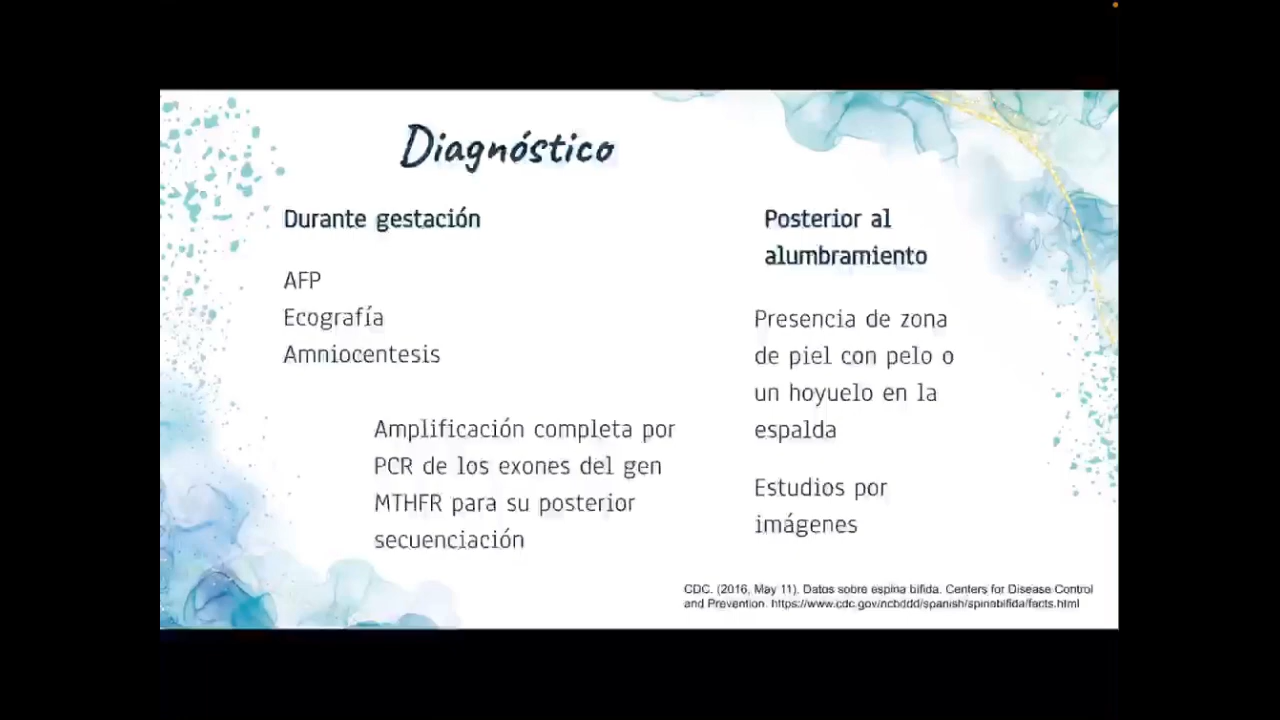 Diagnóstico
Durante gestación
AFP
Ecografía
Amniocentesis
Amplificación completa por
PCR de los exones del gen
MTHFR para su posterior
secuenciación
Posterior al
alumbramiento
Presencia de zona
de piel con pelo o
un hoyuelo en la
espalda
Estudios por
imágenes
CDC. (2016, May 11). Datos sobre espina bífida. Centers for Disease Control
and Prevention. https://www.cdc.gov/ncbddd/spanish/spinabifida/facts.html